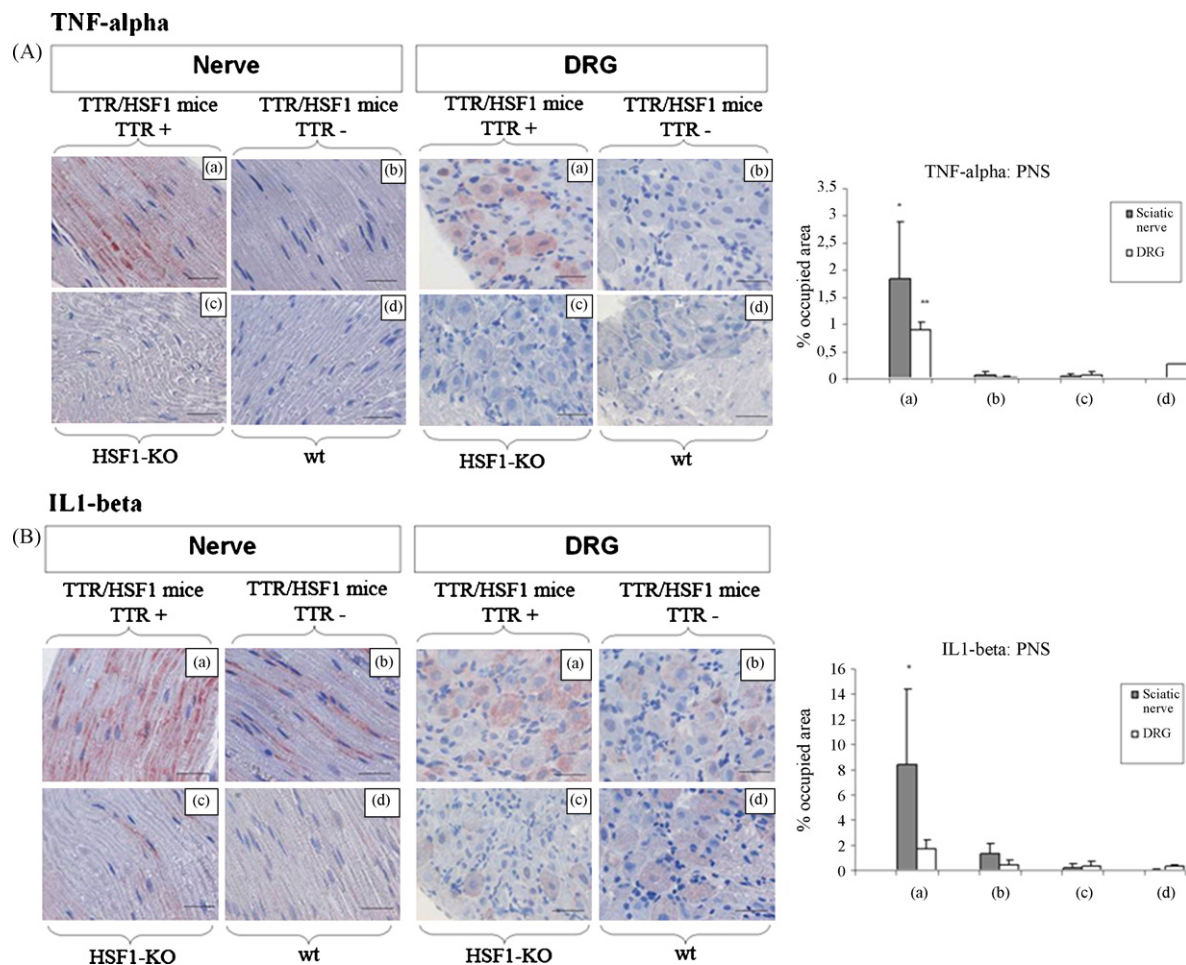 TNF-alpha
(A)
Nerve
DRG
TTR/HSF1 mice
TTR +
TTR/HSF1 mice
TTR -
TTR/HSF1 mice
TTR +
TTR/HSF1 mice
TTR -
(a)
(b)
(a)
(b)
(c)
(d)
(c)
(d)
HSF1-KO
wt
HSF1-KO
wt
TNF-alpha: PNS
% occupied area
3.5
3
2,5
2
1,5
1
0,5
0
*
**
Sciatic
nerve
DRG
(a)
(b)
(c)
(d)
IL1-beta
(B)
Nerve
DRG
TTR/HSF1 mice
TTR +
TTR/HSF1 mice
TTR -
TTR/HSF1 mice
TTR +
TTR/HSF1 mice
TTR -
(a)
(b)
(a)
(b)
(c)
(d)
(c)
(d)
HSF1-KO
wt
HSF1-KO
wt
IL1-beta: PNS
% occupied area
16
14
12
10
8
6
4
2
0
*
Sciatic
nerve
DRG
(a)
(b)
(c)
(d)